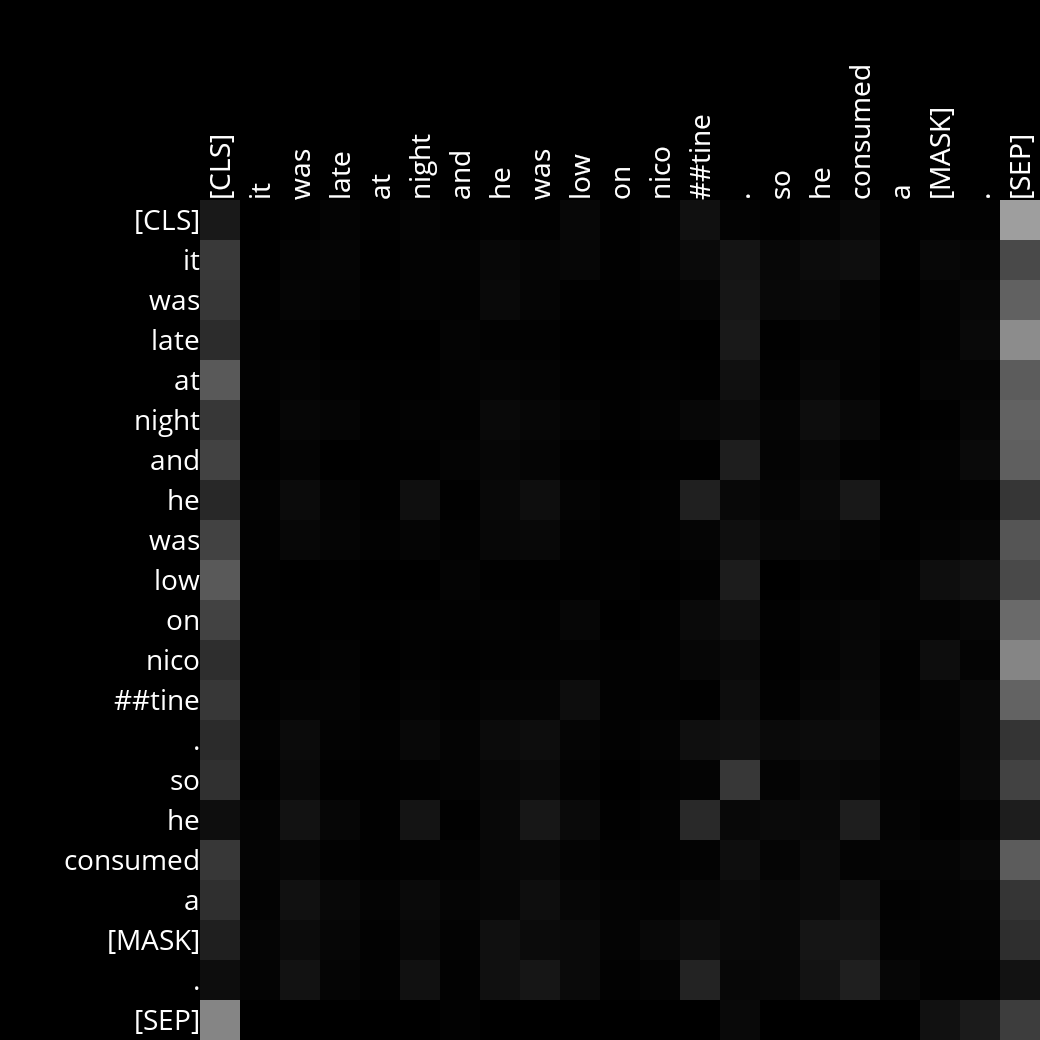 [CLS] it was late at night and he was low on nico ##tine . so he consumed a [MASK] . [SEP]
[CLS]
it
was
late
at
night
and
he
was
low
on
nico
##tine
.
so
he
consumed
a
[MASK]
.
[SEP]